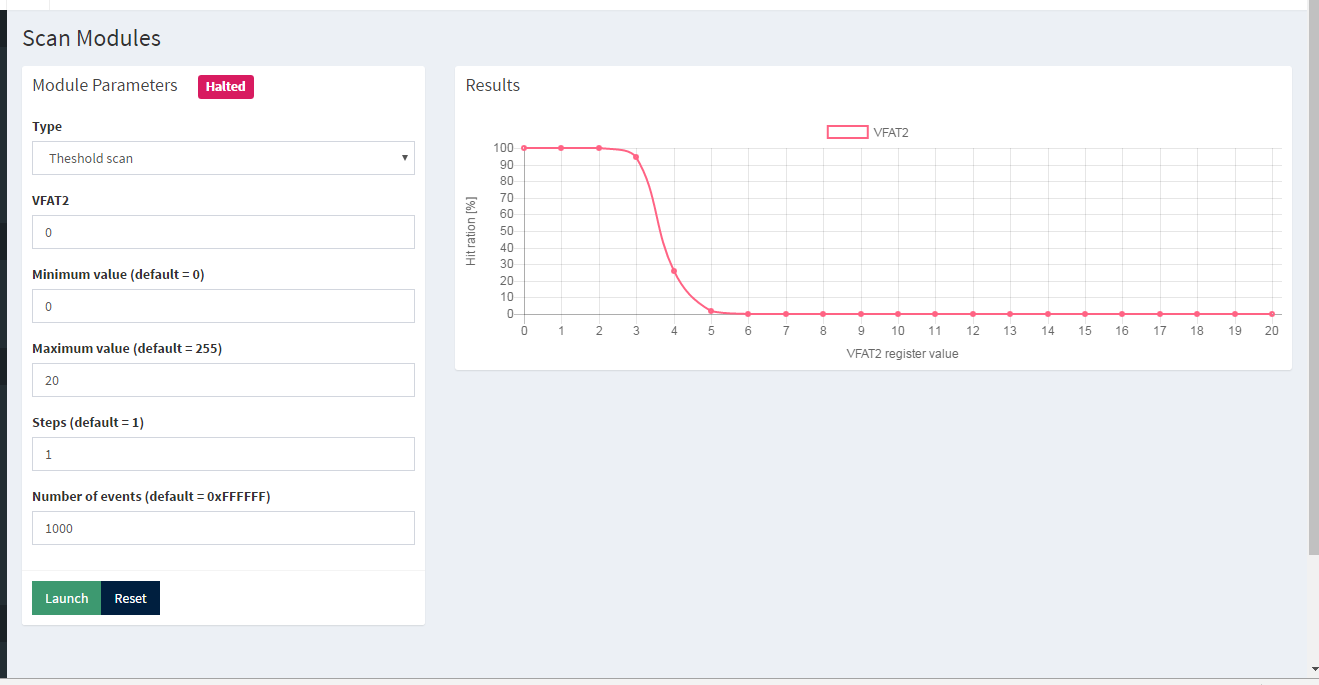 Scan Modules
Module Parameters Halted
Type
Theshold scan
VFAT2
0
Minimum value (default = 0)
0
Maximum value (default = 255)
20
Steps (default = 1)
1
Number of events (default = 0xFFFFFF)
1000
Launch Reset
Results
VFAT2
Hit ration [%]
100
90
80
70
60
50
40
30
20
10
0
0 1 2 3 4 5 6 7 8 9 10 11 12 13 14 15 16 17 18 19 20
VFAT2 register value